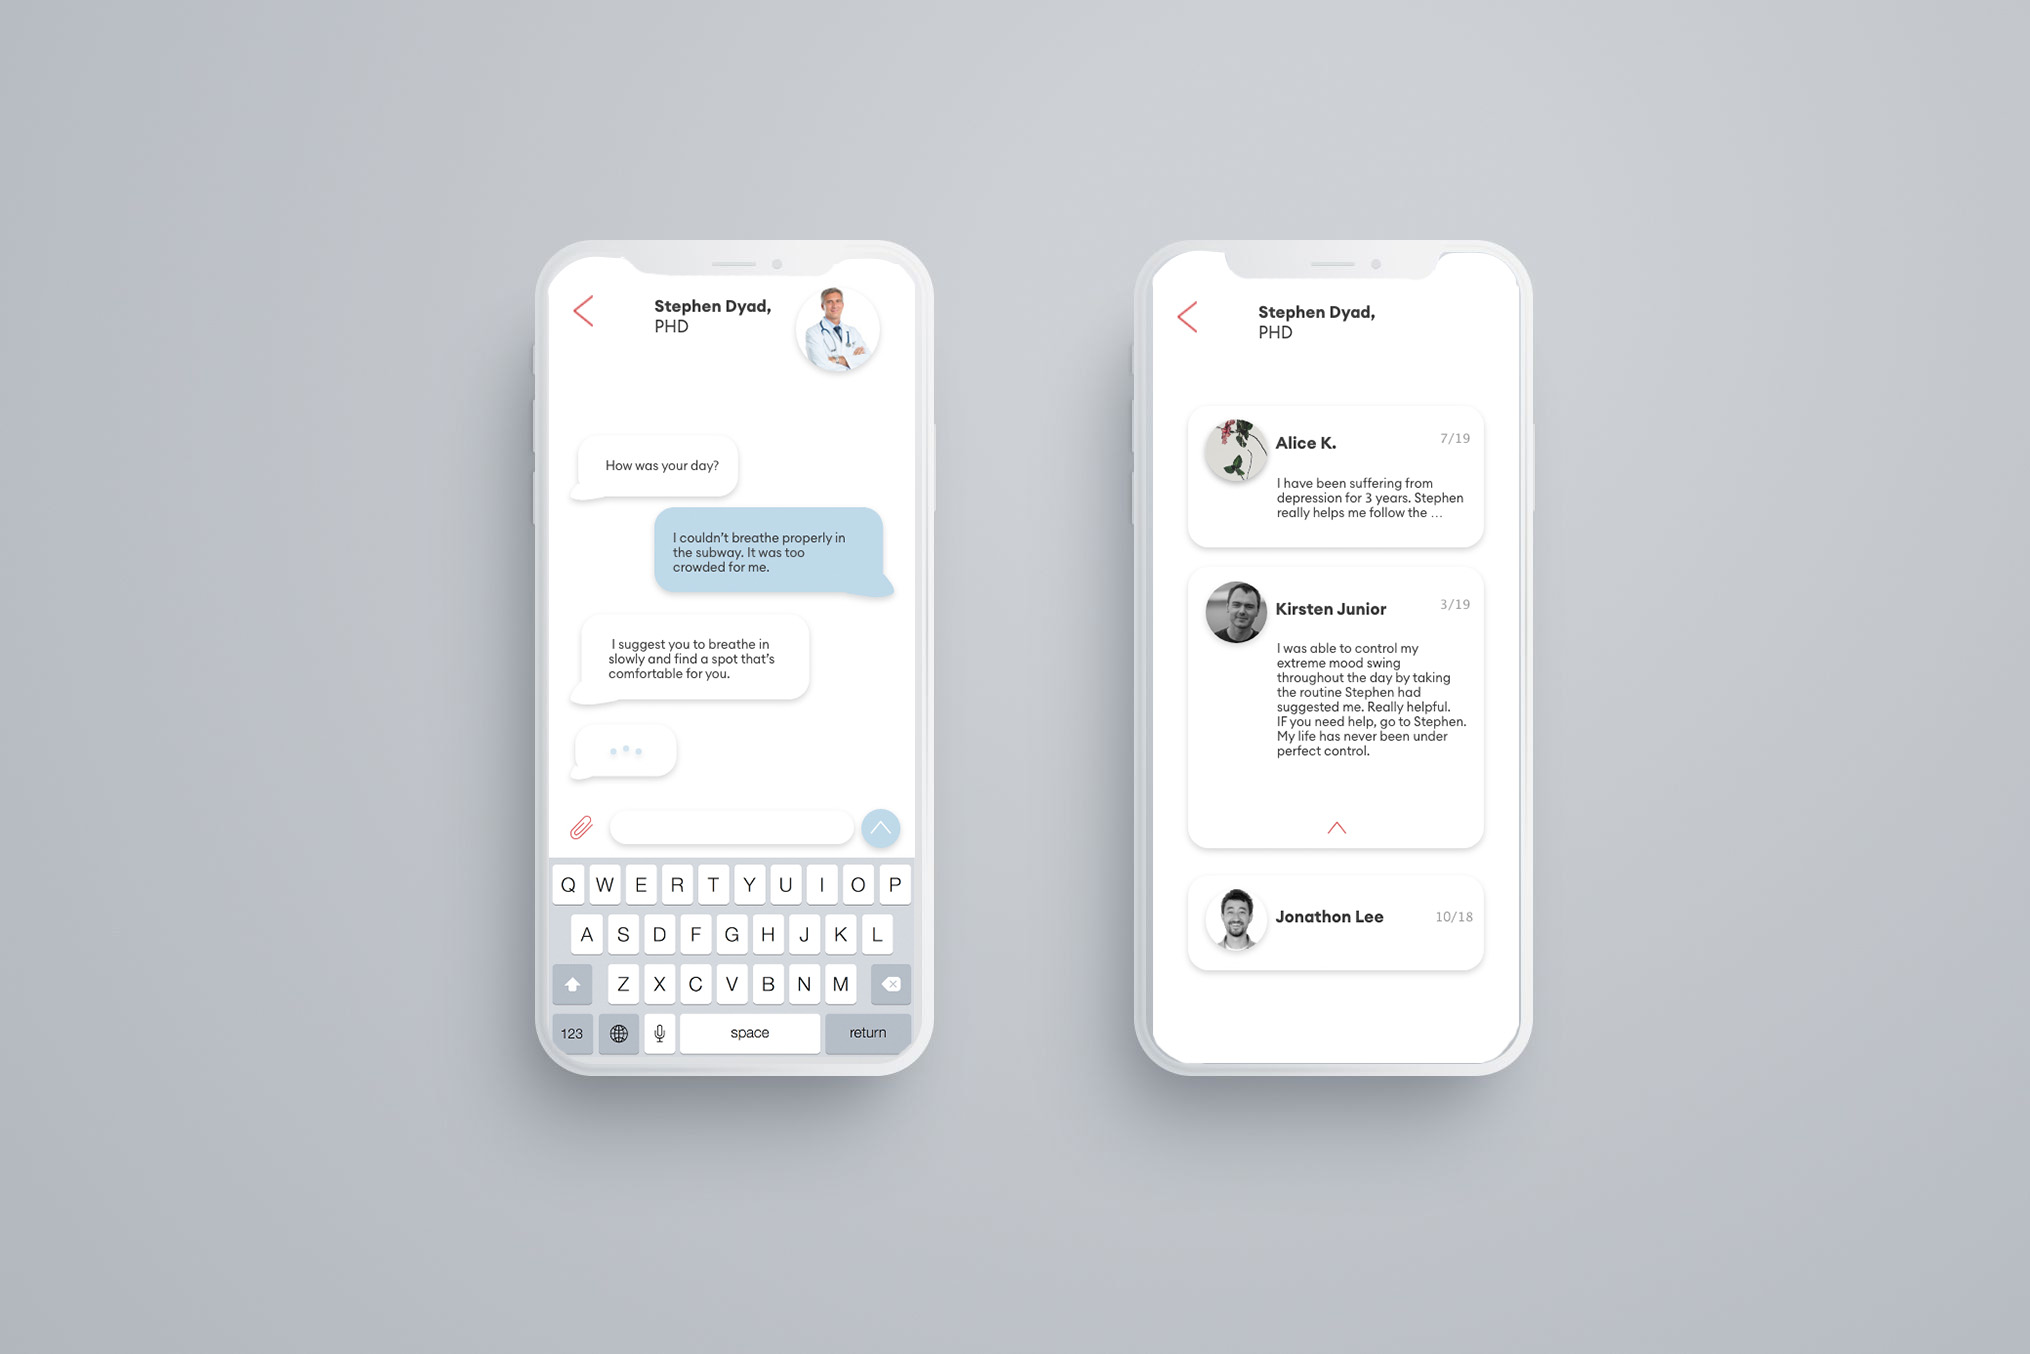 Stephen Dyad,
PHD
How was your day?
I couldn't breathe properly in
the subway. It was too
crowded for me.
I suggest you to breathe in
slowly and find a spot that's
comfortable for you.
Q W E R T Y U I O P
A S D F G H J K L
Z X C V B N M
123 space return
Stephen Dyad,
PHD
Alice K. 7/19
I have been suffering from
depression for 3 years. Stephen
really helps me follow the ...
Kirsten Junior 3/19
I was able to control my
extreme mood swing
throughout the day by taking
the routine Stephen had
suggested me. Really helpful.
IF you need help, go to Stephen.
My life has never been under
perfect control.
Jonathon Lee 10/18